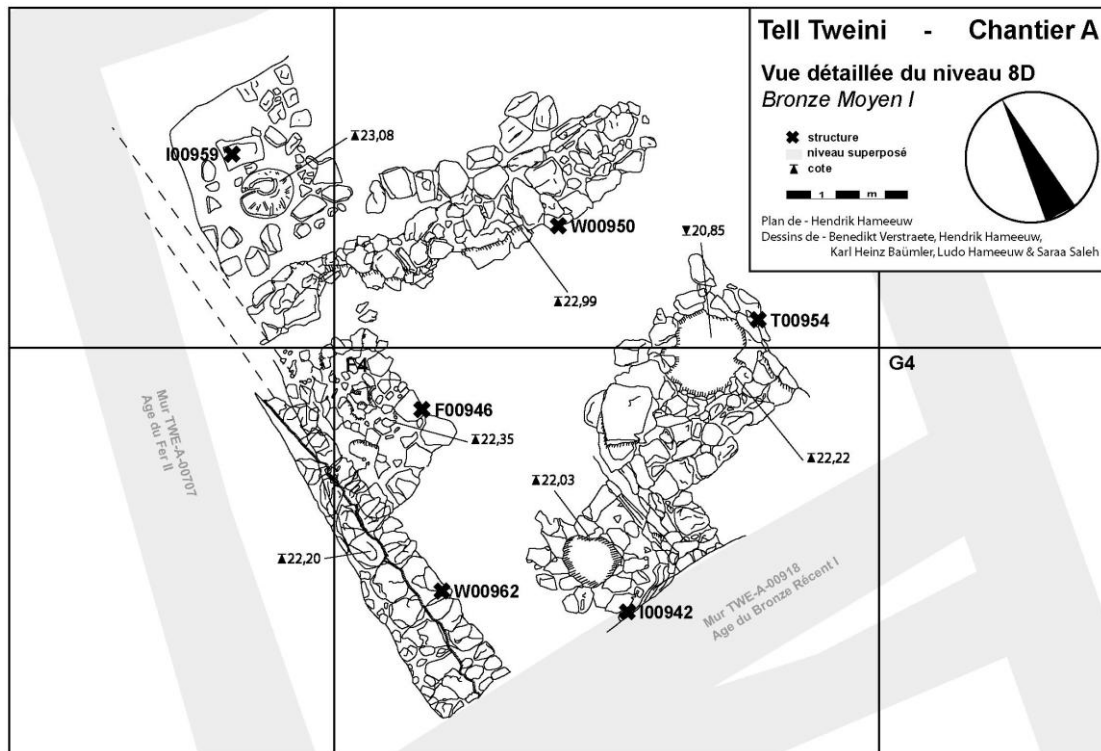 Tell Tweini - Chantier A
Vue détaillée du niveau 8D
Bronze Moyen I
structure
niveau superposé
cote
1 m
Plan de - Hendrik Hameeuw
Dessins de - Benedikt Verstraete, Hendrik Hameeuw,
Karl Heinz Baümler, Ludo Hameeuw & Saraa Saleh
23,08
I00959
W00950
20,85
22,99
T00954
F4
G4
F00946
22,35
Mur TWE-A-00707
Age du Fer II
22,22
22,03
22,20
W00962
I00942
Mur TWE-A-00918
Age du Bronze Récent I